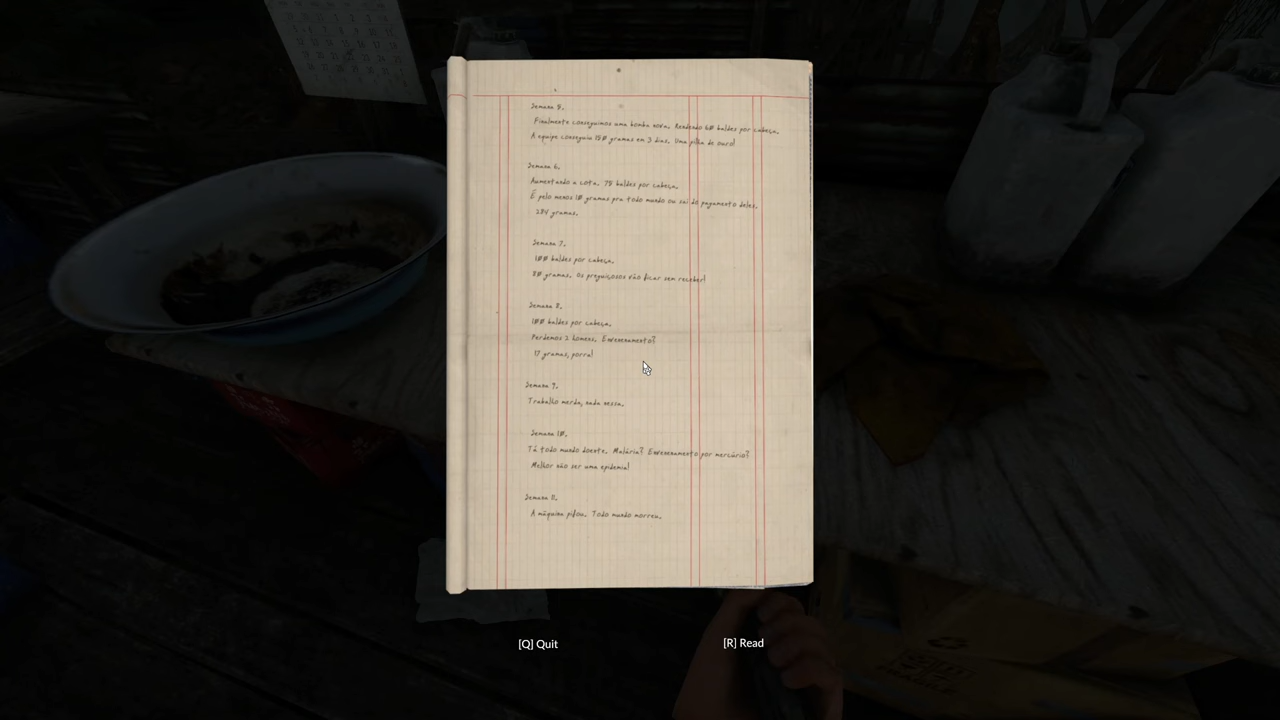 Semana 5.
Finalmente conseguimos uma bomba nova. Rendendo 60 baldes por cabeça.
A equipe conseguiu 150 gramas em 3 dias. Uma pilha de ouro!
Semana 6.
Aumentando a cota. 75 baldes por cabeça.
E pelo menos 10 gramas pra todo mundo ou sai do pagamento deles.
284 gramas.
Semana 7.
100 baldes por cabeça.
80 gramas. Os preguiçosos vão ficar sem receber!
Semana 8.
100 baldes por cabeça.
Perdemos 2 homens. Envenenamento?
17 gramas, porra!
Semana 9.
Trabalho merda, nada nessa.
Semana 10.
Tá todo mundo doente. Malária? Envenenamento por mercúrio?
Melhor não ser uma epidemia!
Semana 11.
A máquina pifou. Todo mundo morreu.
[Q] Quit
[R] Read